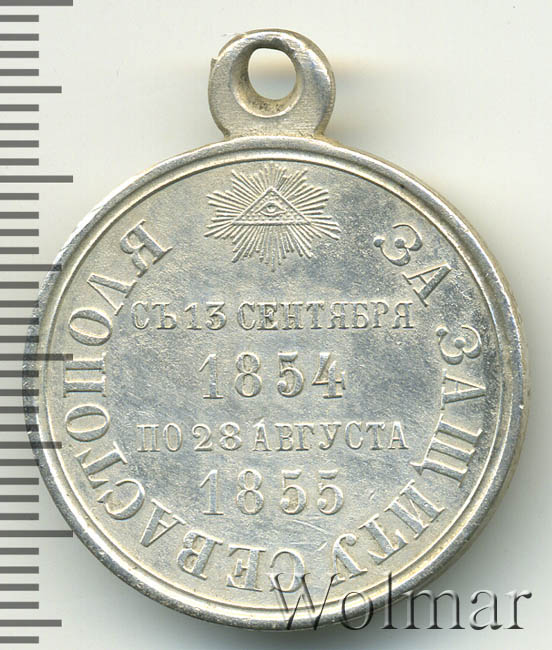 СЪ 13 СЕНТЯБРЯ
1854
ПО 28 АВГУСТА
1855
ЗА ЗАЩИТУ СЕВАСТОПОЛЯ
Wolmar